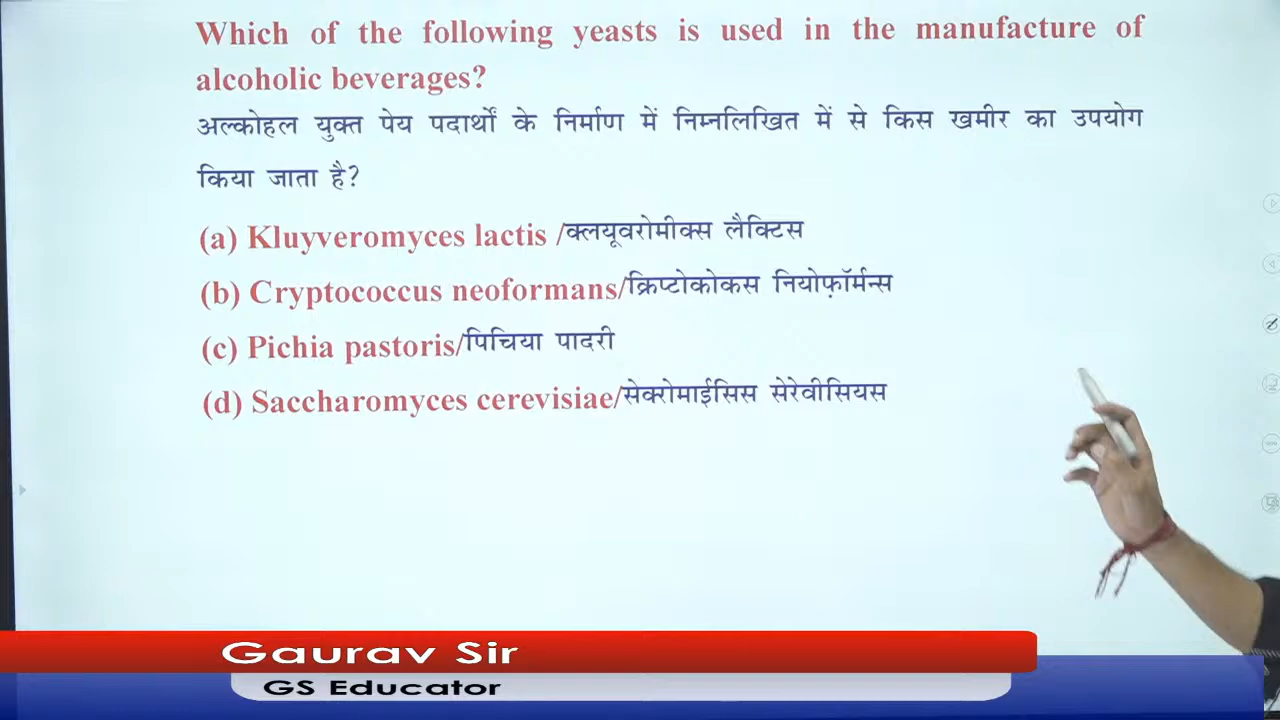 Which of the following yeasts is used in the manufacture of
alcoholic beverages?
अल्कोहल युक्त पेय पदार्थों के निर्माण में निम्नलिखित में से किस खमीर का उपयोग
किया जाता है?
(a) Kluyveromyces lactis /क्लयूवरोमीक्स लैक्टिस
(b) Cryptococcus neoformans/क्रिप्टोकोकस नियोफ़ॉर्मन्स
(c) Pichia pastoris/पिचिया पादरी
(d) Saccharomyces cerevisiae/सेक्रोमाईसिस सेरेवीसियस
Gaurav Sir
GS Educator